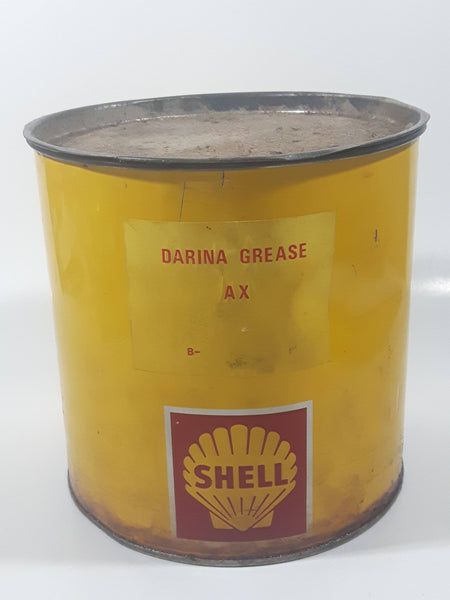 DARINA GREASE
AX
B-
SHELL